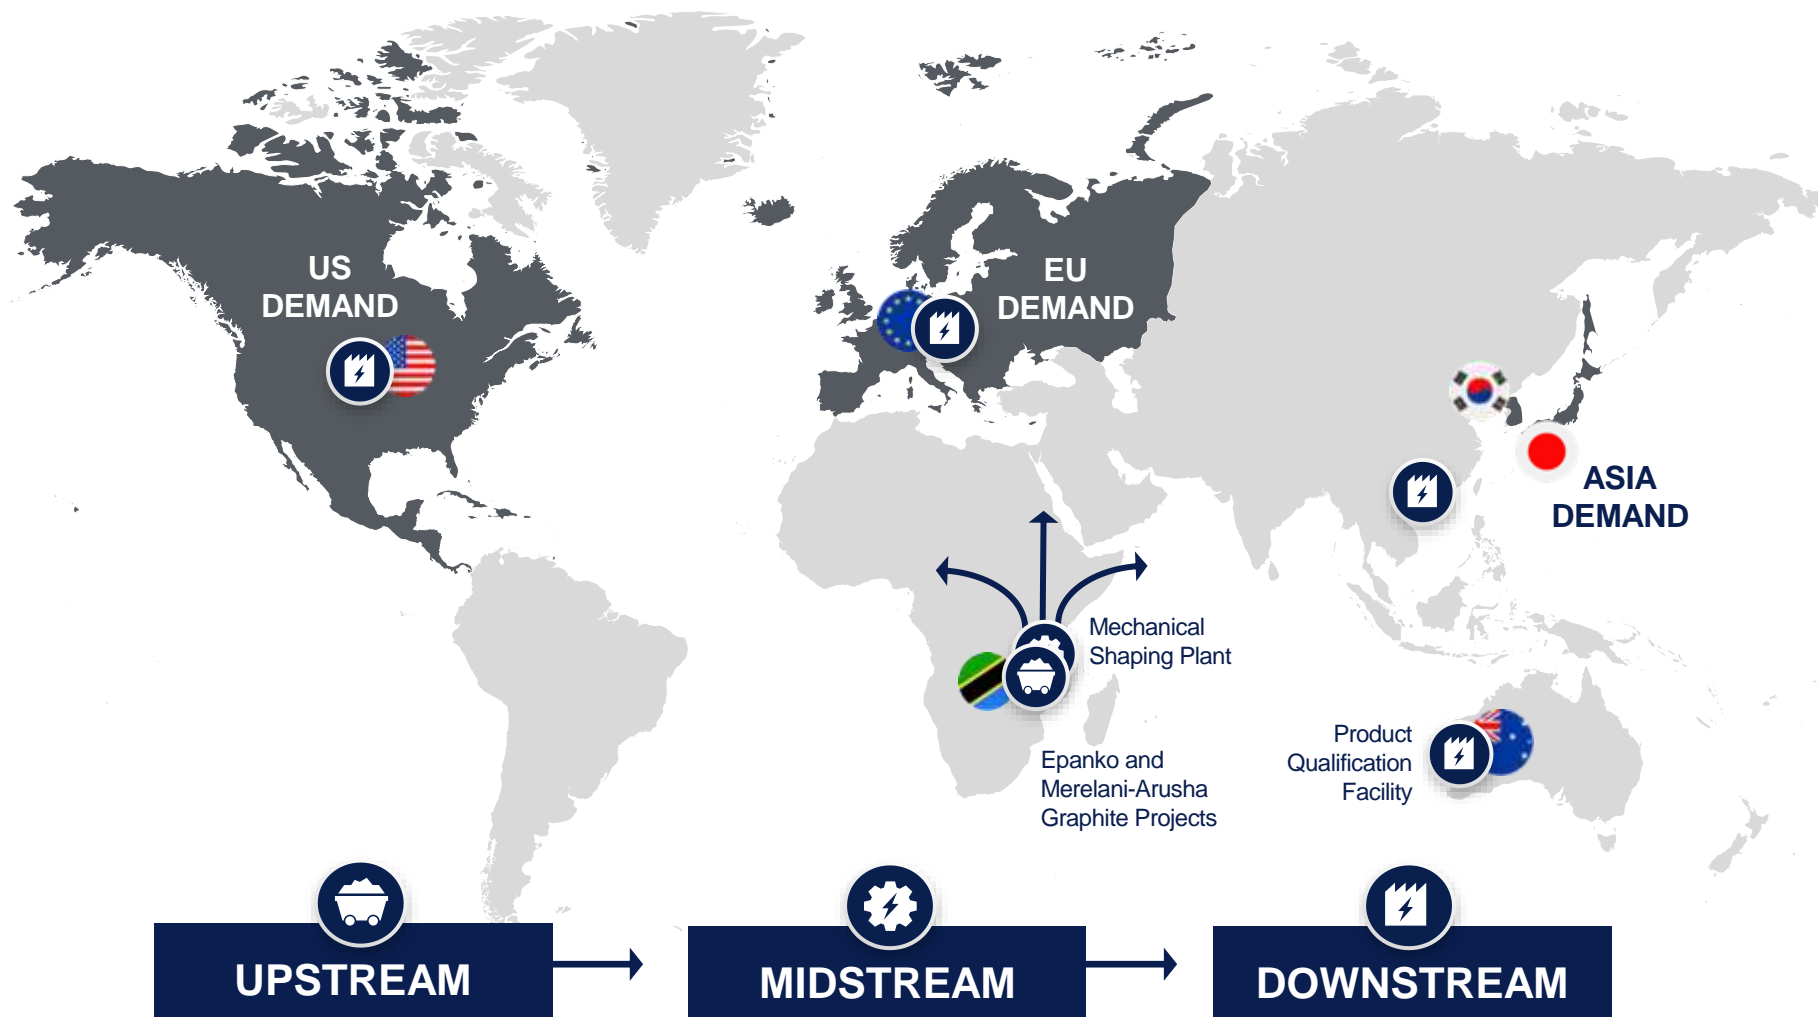 US
DEMAND
EU
DEMAND
ASIA
DEMAND
Mechanical
Shaping Plant
Epanko and
Merelani-Arusha
Graphite Projects
Product
Qualification
Facility
UPSTREAM
MIDSTREAM
DOWNSTREAM